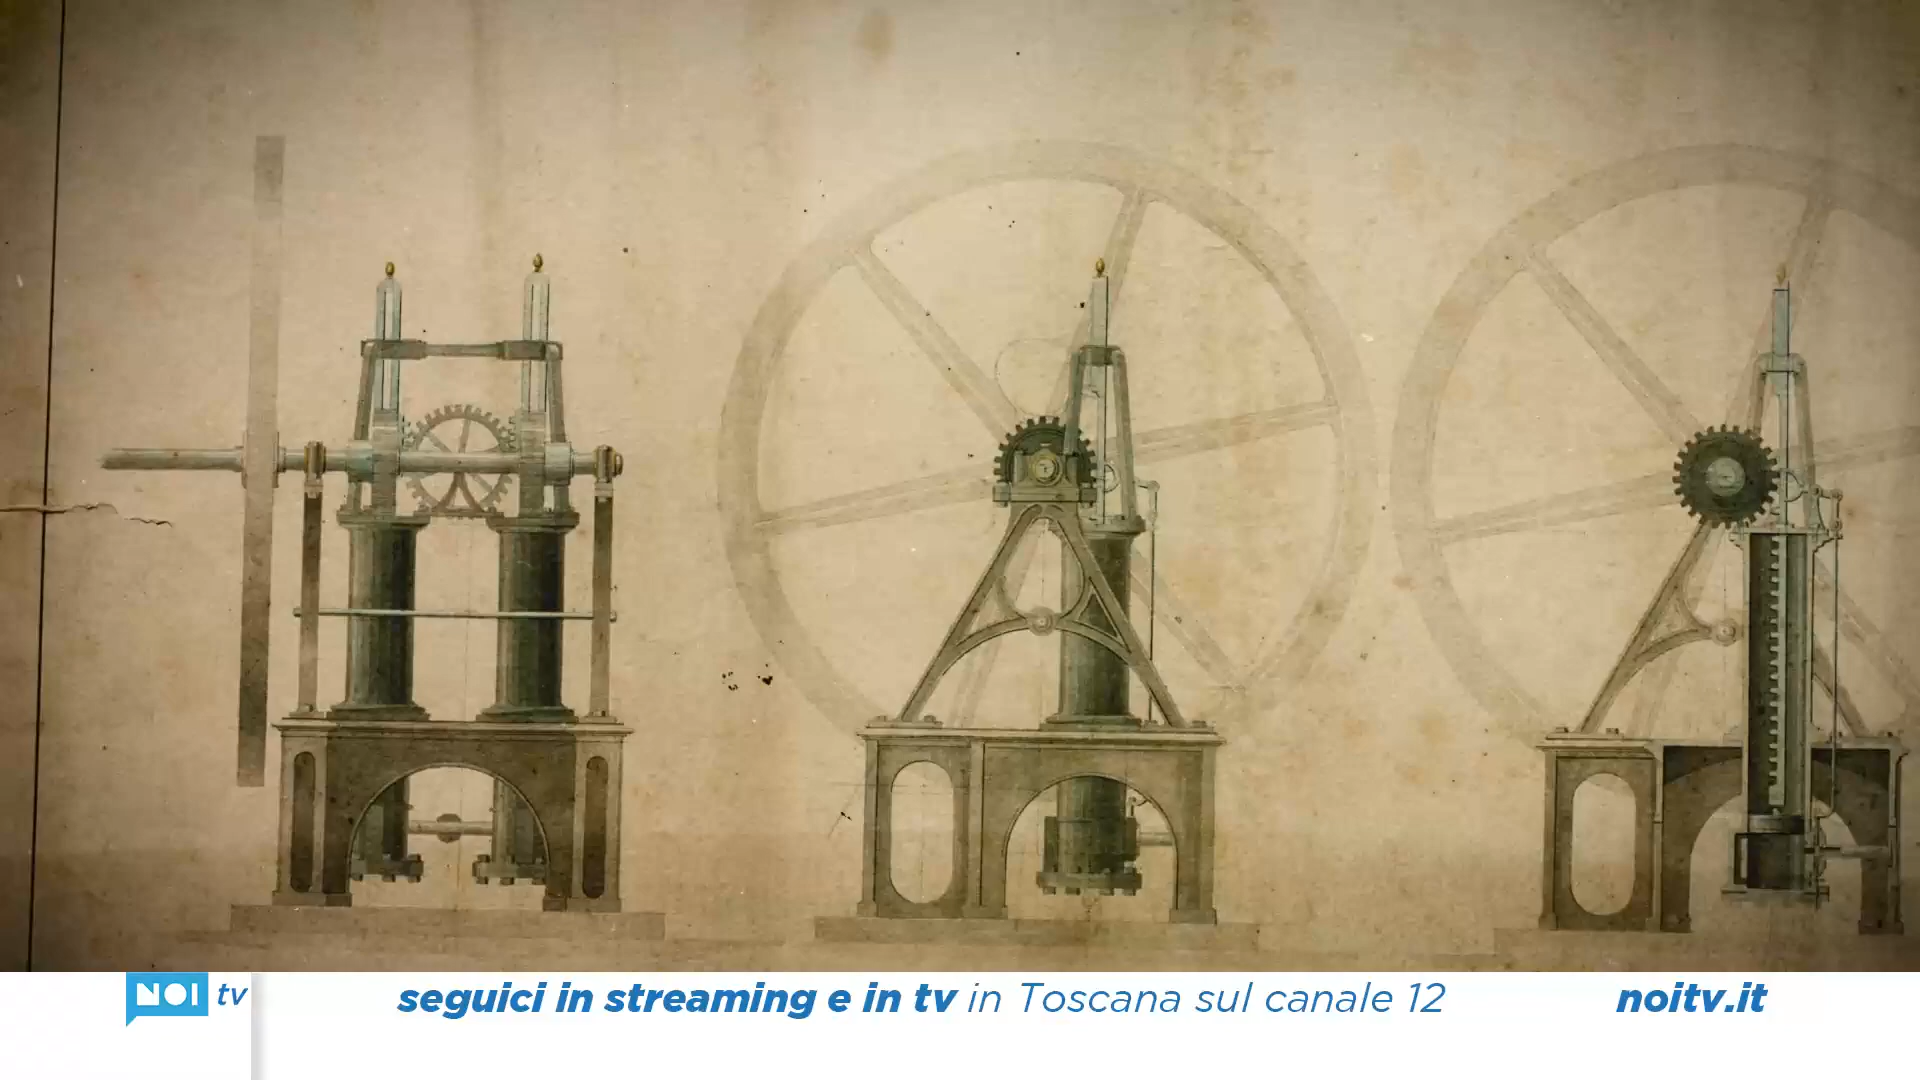 NOI tv
seguici in streaming e in tv in Toscana sul canale 12
noitv.it